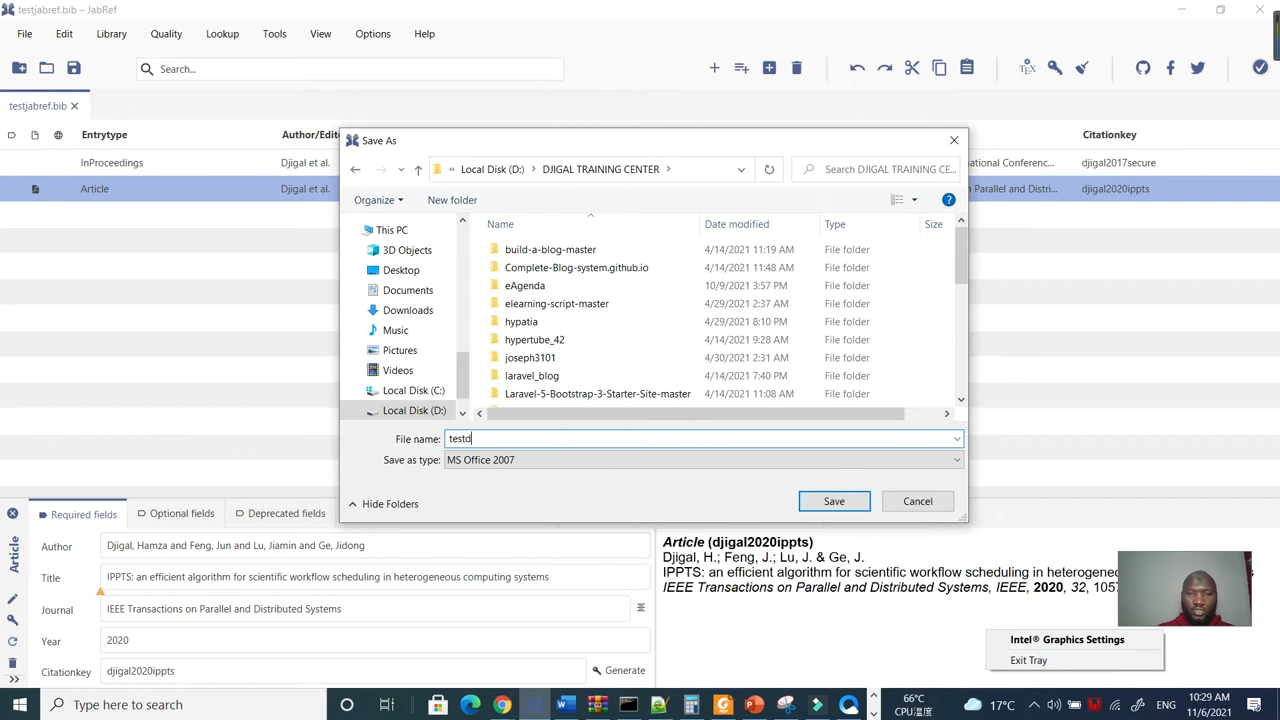 testjabref.bib - JabRef
File Edit Library Quality Lookup Tools View Options Help
Search...
testjabref.bib
Entrytype Author/Edito Citationkey
InProceedings Djigal et al. national Conferenc... djigal2017secure
Article Djigal et al. n Parallel and Distri... djigal2020ippts
Save As
« Local Disk (D:) DJIGAL TRAINING CENTER
Search DJIGAL TRAINING CE...
Organize New folder
This PC
3D Objects
Desktop
Documents
Downloads
Music
Pictures
Videos
Local Disk (C:)
Local Disk (D:)
Name Date modified Type Size
build-a-blog-master 4/14/2021 11:19 AM File folder
Complete-Blog-system.github.io 4/14/2021 11:48 AM File folder
eAgenda 10/9/2021 3:57 PM File folder
elearning-script-master 4/29/2021 2:37 AM File folder
hypatia 4/29/2021 8:10 PM File folder
hypertube_42 4/14/2021 9:28 AM File folder
joseph3101 4/30/2021 2:31 AM File folder
laravel_blog 4/14/2021 7:40 PM File folder
Laravel-5-Bootstrap-3-Starter-Site-master 4/14/2021 11:08 AM File folder
File name: testd
Save as type: MS Office 2007
Hide Folders Save Cancel
Required fields Optional fields Deprecated fields
Article
Author Djigal, Hamza and Feng, Jun and Lu, Jiamin and Ge, Jidong
Title IPPTS: an efficient algorithm for scientific workflow scheduling in heterogeneous computing systems
Journal IEEE Transactions on Parallel and Distributed Systems
Year 2020
Citationkey djigal2020ippts Generate
Article (djigal2020ippts)
Djigal, H.; Feng, J.; Lu, J. & Ge, J.
IPPTS: an efficient algorithm for scientific workflow scheduling in heterogene
IEEE Transactions on Parallel and Distributed Systems, IEEE, 2020, 32, 1057
Intel® Graphics Settings
Exit Tray
Type here to search
66°C
CPU温度
17°C
ENG
10:29 AM
11/6/2021